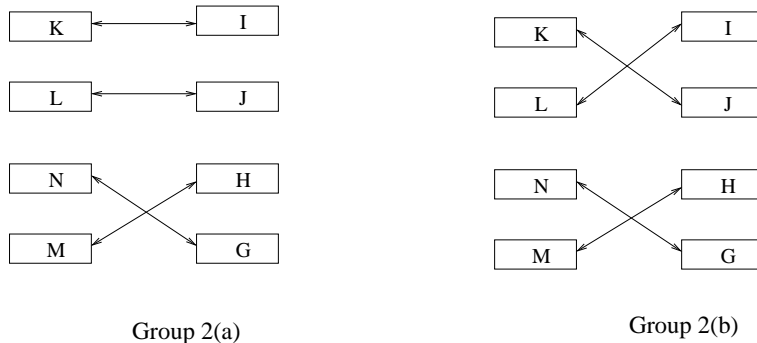 K I
L J
N H
M G
Group 2(a)
K I
L J
N H
M G
Group 2(b)